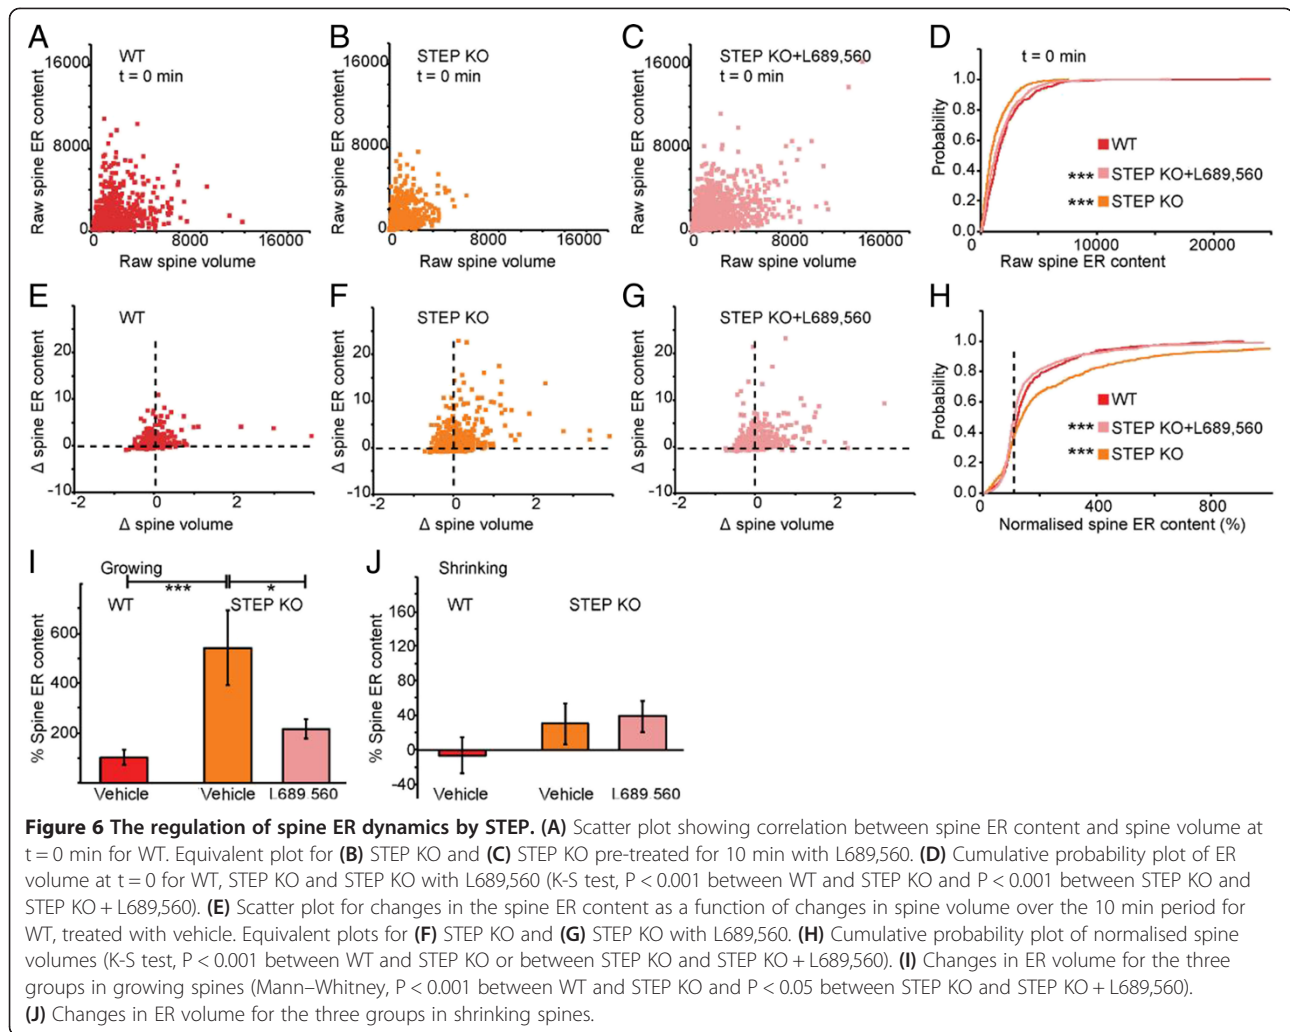 A
WT
t = 0 min
16000
8000
0
0 8000 16000
Raw spine ER content
Raw spine volume
B
STEP KO
t = 0 min
16000
8000
0
0 8000 16000
Raw spine ER content
Raw spine volume
C
STEP KO+L689,560
t = 0 min
16000
8000
0
0 8000 16000
Raw spine ER content
Raw spine volume
D
t = 0 min
1.0
0.8
0.6
0.4
0.2
0.0
0 10000 20000
Probability
Raw spine ER content
WT
*** STEP KO+L689,560
*** STEP KO
E
WT
20
10
0
-10
-2 0 2
Δ spine ER content
Δ spine volume
F
STEP KO
20
10
0
-10
-2 0 2
Δ spine ER content
Δ spine volume
G
STEP KO+L689,560
20
10
0
-10
-2 0 2
Δ spine ER content
Δ spine volume
H
1.0
0.8
0.6
0.4
0.2
0.0
0 400 800
Probability
Normalised spine ER content (%)
WT
*** STEP KO+L689,560
*** STEP KO
I
Growing
*** *
WT STEP KO
600
400
200
% Spine ER content
Vehicle Vehicle L689,560
J
Shrinking
WT STEP KO
160
120
80
40
0
-40
% Spine ER content
Vehicle Vehicle L689,560
Figure 6 The regulation of spine ER dynamics by STEP. (A) Scatter plot showing correlation between spine ER content and spine volume at
t = 0 min for WT. Equivalent plot for (B) STEP KO and (C) STEP KO pre-treated for 10 min with L689,560. (D) Cumulative probability plot of ER
volume at t = 0 for WT, STEP KO and STEP KO with L689,560 (K-S test, P < 0.001 between WT and STEP KO and P < 0.001 between STEP KO and
STEP KO + L689,560). (E) Scatter plot for changes in the spine ER content as a function of changes in spine volume over the 10 min period for
WT, treated with vehicle. Equivalent plots for (F) STEP KO and (G) STEP KO with L689,560. (H) Cumulative probability plot of normalised spine
volumes (K-S test, P < 0.001 between WT and STEP KO or between STEP KO and STEP KO + L689,560). (I) Changes in ER volume for the three
groups in growing spines (Mann–Whitney, P < 0.001 between WT and STEP KO and P < 0.05 between STEP KO and STEP KO + L689,560).
(J) Changes in ER volume for the three groups in shrinking spines.